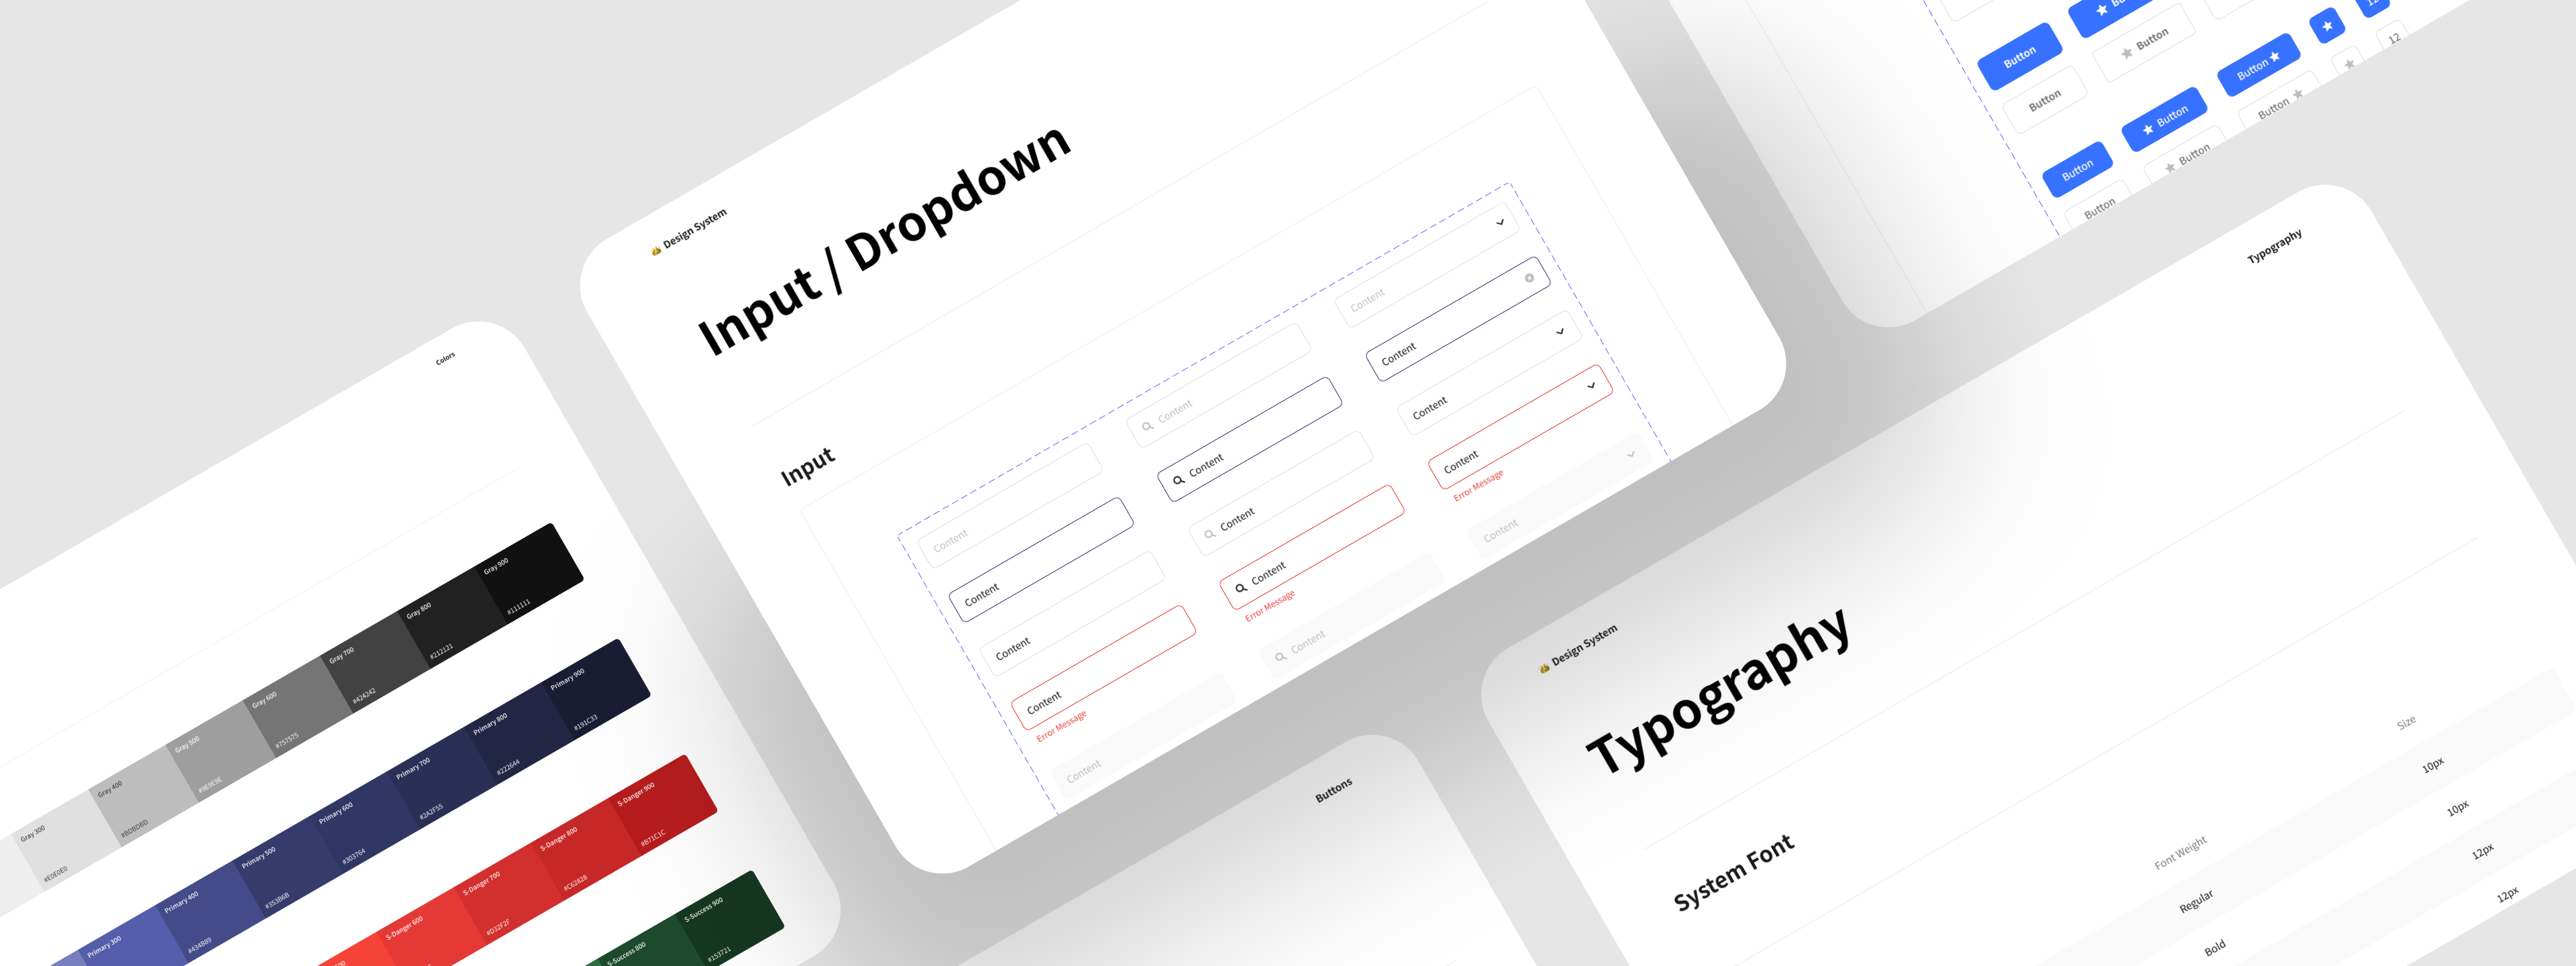 Colors
Gray 300
#E0E0E0
Gray 400
#BDBDBD
Gray 500
#9E9E9E
Gray 600
#757575
Gray 700
#424242
Gray 800
#212121
Gray 900
#111111
Primary 300
Primary 400
#434B89
Primary 500
#353B6B
Primary 600
#303764
Primary 700
#2A2F55
Primary 800
#222644
Primary 900
#191C33
S-Danger 600
S-Danger 700
#D32F2F
S-Danger 800
#C62828
S-Danger 900
#B71C1C
S-Success 800
S-Success 900
#153721
Design System
Input / Dropdown
Input
Content
Content
Content
Content
Error Message
Content
Content
Content
Content
Content
Error Message
Content
Content
Content
Content
Content
Error Message
Content
Buttons
Button
Button
Button
Button
Button
Button
12
Button
Button
Button
Button
Typography
Design System
Typography
System Font
Font Weight
Size
Regular
10px
Bold
10px
12px
12px